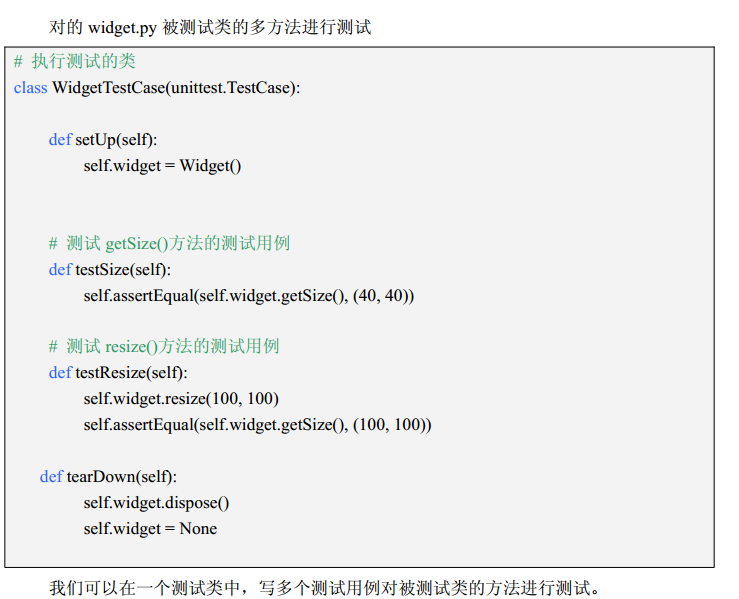 对的 widget.py 被测试类的多方法进行测试
# 执行测试的类
class WidgetTestCase(unittest.TestCase):
def setUp(self):
self.widget = Widget()
# 测试 getSize()方法的测试用例
def testSize(self):
self.assertEqual(self.widget.getSize(), (40, 40))
# 测试 resize()方法的测试用例
def testResize(self):
self.widget.resize(100, 100)
self.assertEqual(self.widget.getSize(), (100, 100))
def tearDown(self):
self.widget.dispose()
self.widget = None
我们可以在一个测试类中，写多个测试用例对被测试类的方法进行测试。